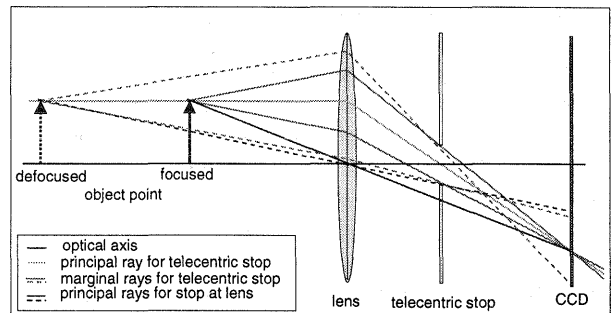 defocused
focused
object point
optical axis
principal ray for telecentric stop
marginal rays for telecentric stop
principal rays for stop at lens
lens
telecentric stop
CCD